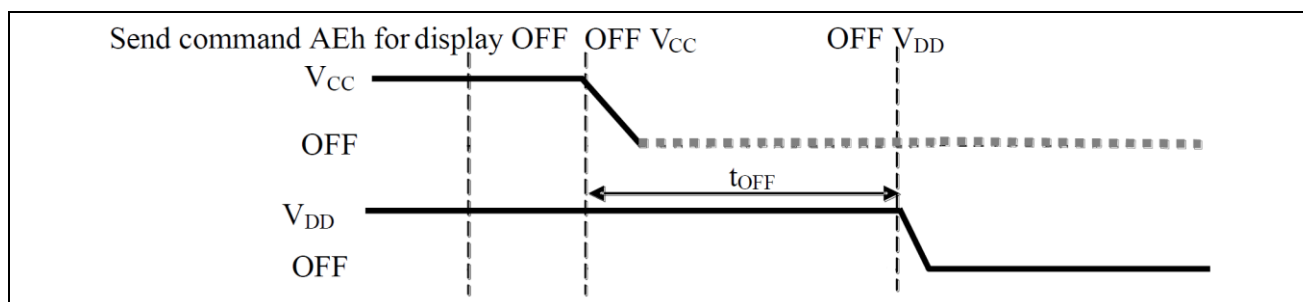 Send command AEh for display OFF OFF VCC OFF VDD
VCC
OFF
tOFF
VDD
OFF